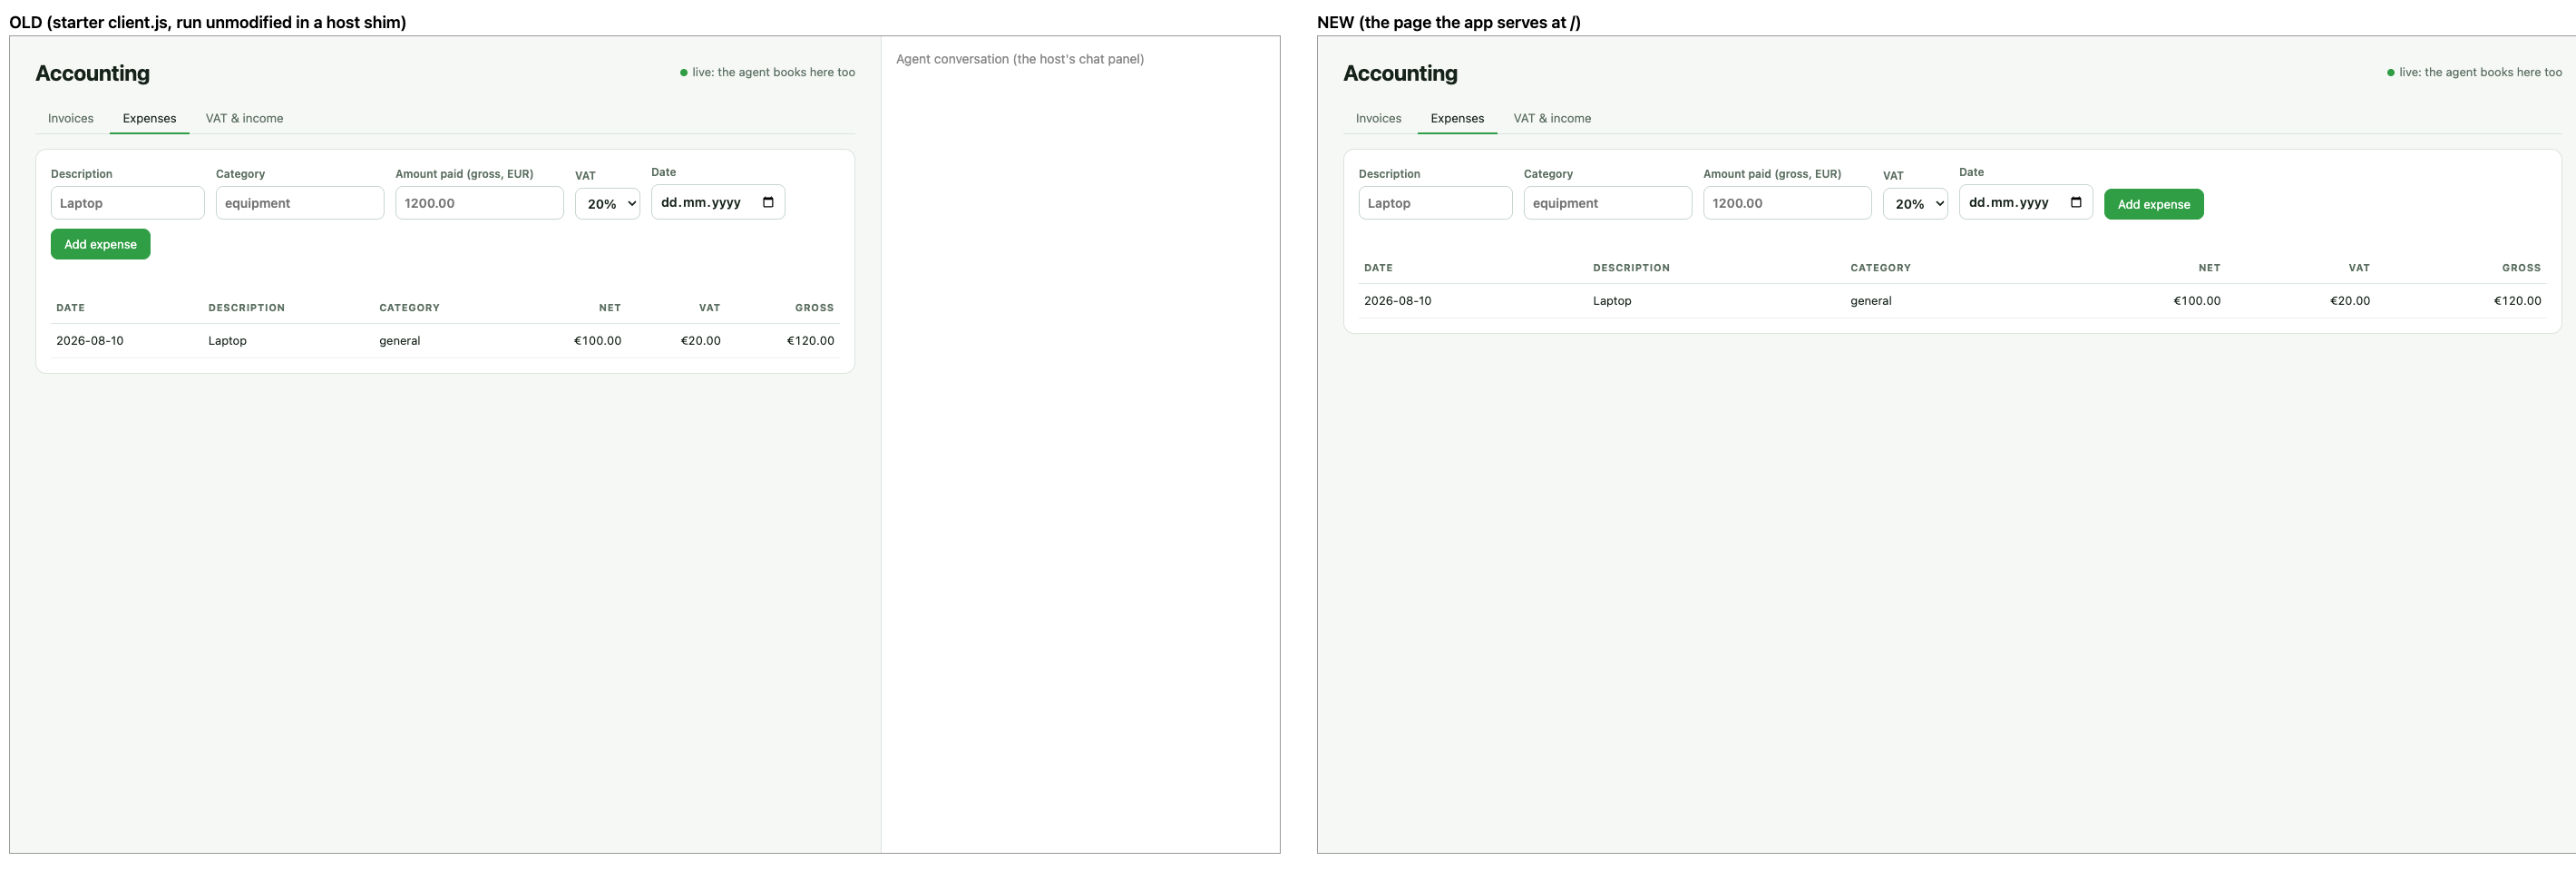 OLD (starter client.js, run unmodified in a host shim)
Accounting
live: the agent books here too
Invoices Expenses VAT & income
Description Category Amount paid (gross, EUR) VAT Date
Laptop equipment 1200.00 20% dd.mm.yyyy
Add expense
DATE DESCRIPTION CATEGORY NET VAT GROSS
2026-08-10 Laptop general €100.00 €20.00 €120.00
Agent conversation (the host's chat panel)
NEW (the page the app serves at /)
Accounting
live: the agent books here too
Invoices Expenses VAT & income
Description Category Amount paid (gross, EUR) VAT Date
Laptop equipment 1200.00 20% dd.mm.yyyy Add expense
DATE DESCRIPTION CATEGORY NET VAT GROSS
2026-08-10 Laptop general €100.00 €20.00 €120.00